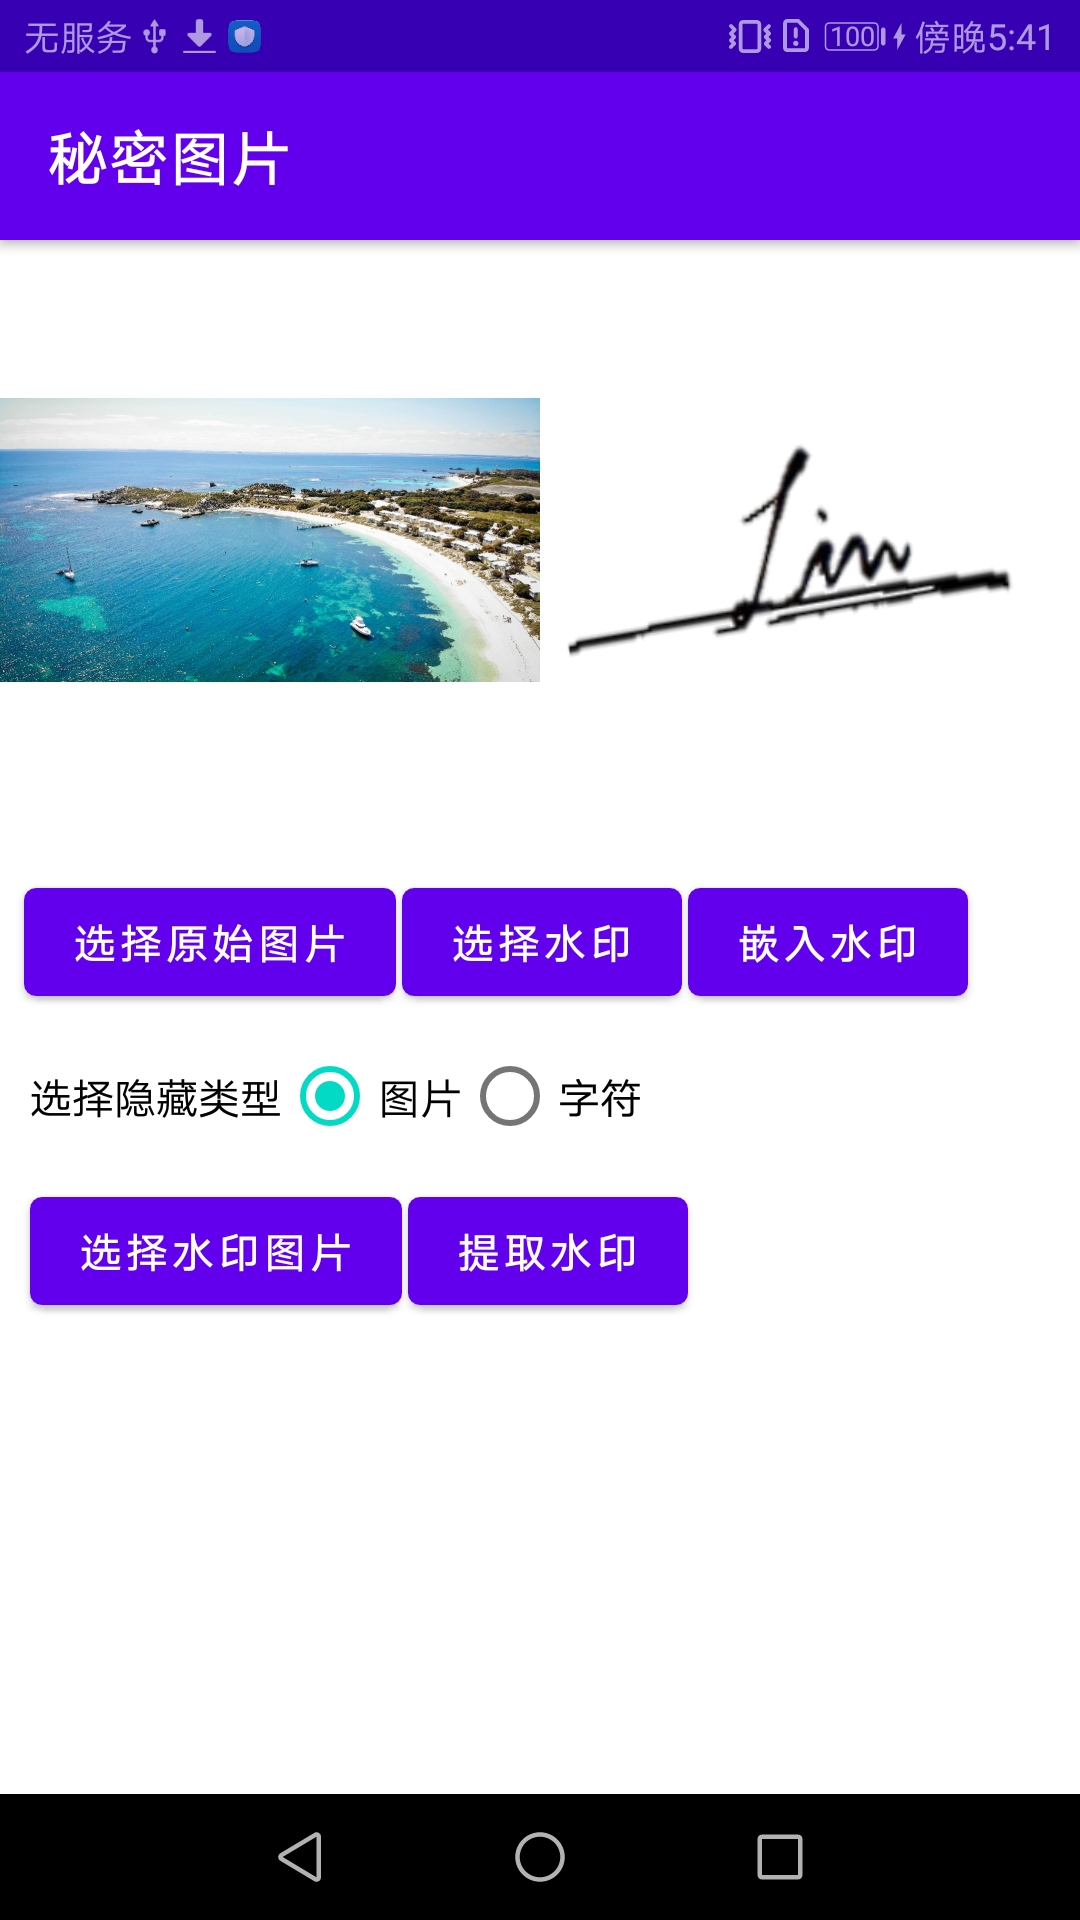 无服务 100 傍晚5:41
秘密图片
Lim
选择原始图片 选择水印 嵌入水印
选择隐藏类型 图片 字符
选择水印图片 提取水印